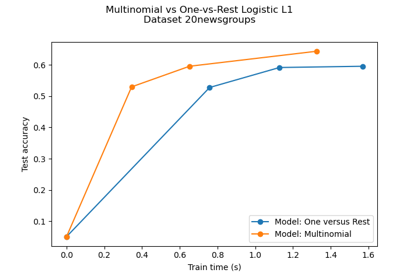 Multinomial vs One-vs-Rest Logistic L1
Dataset 20newsgroups
0.6
0.5
0.4
0.3
0.2
0.1
Test accuracy
Model: One versus Rest
Model: Multinomial
0.0 0.2 0.4 0.6 0.8 1.0 1.2 1.4 1.6
Train time (s)